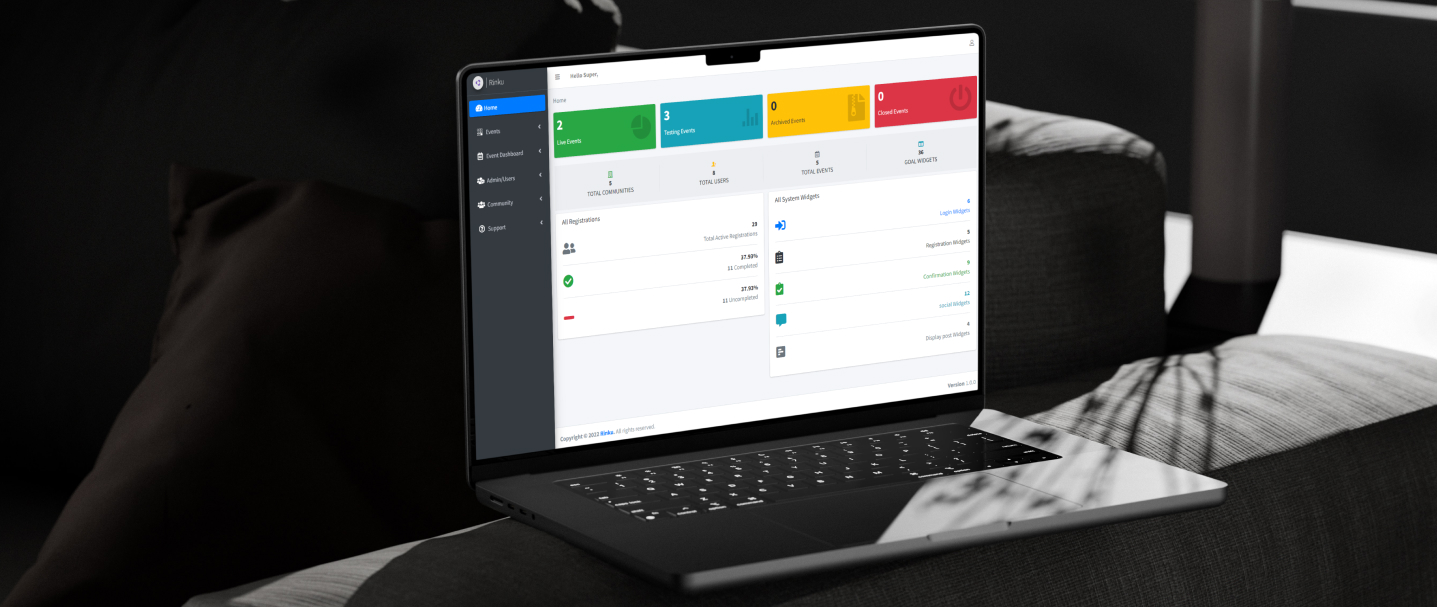 Rinku
Hello Super,
Home
Events
Event Dashboard
Admin/Users
Community
Support
Home
2
Live Events
3
Testing Events
0
Archived Events
0
Closed Events
5
TOTAL COMMUNITIES
8
TOTAL USERS
5
TOTAL EVENTS
36
GOAL WIDGETS
All Registrations
29
Total Active Registrations
37.93%
11 Completed
37.93%
11 Uncompleted
All System Widgets
6
Login Widgets
5
Registration Widgets
9
Confirmation Widgets
12
Social Widgets
4
Display post Widgets
Copyright © 2023 Rinku. All rights reserved.
Version 1.0.0